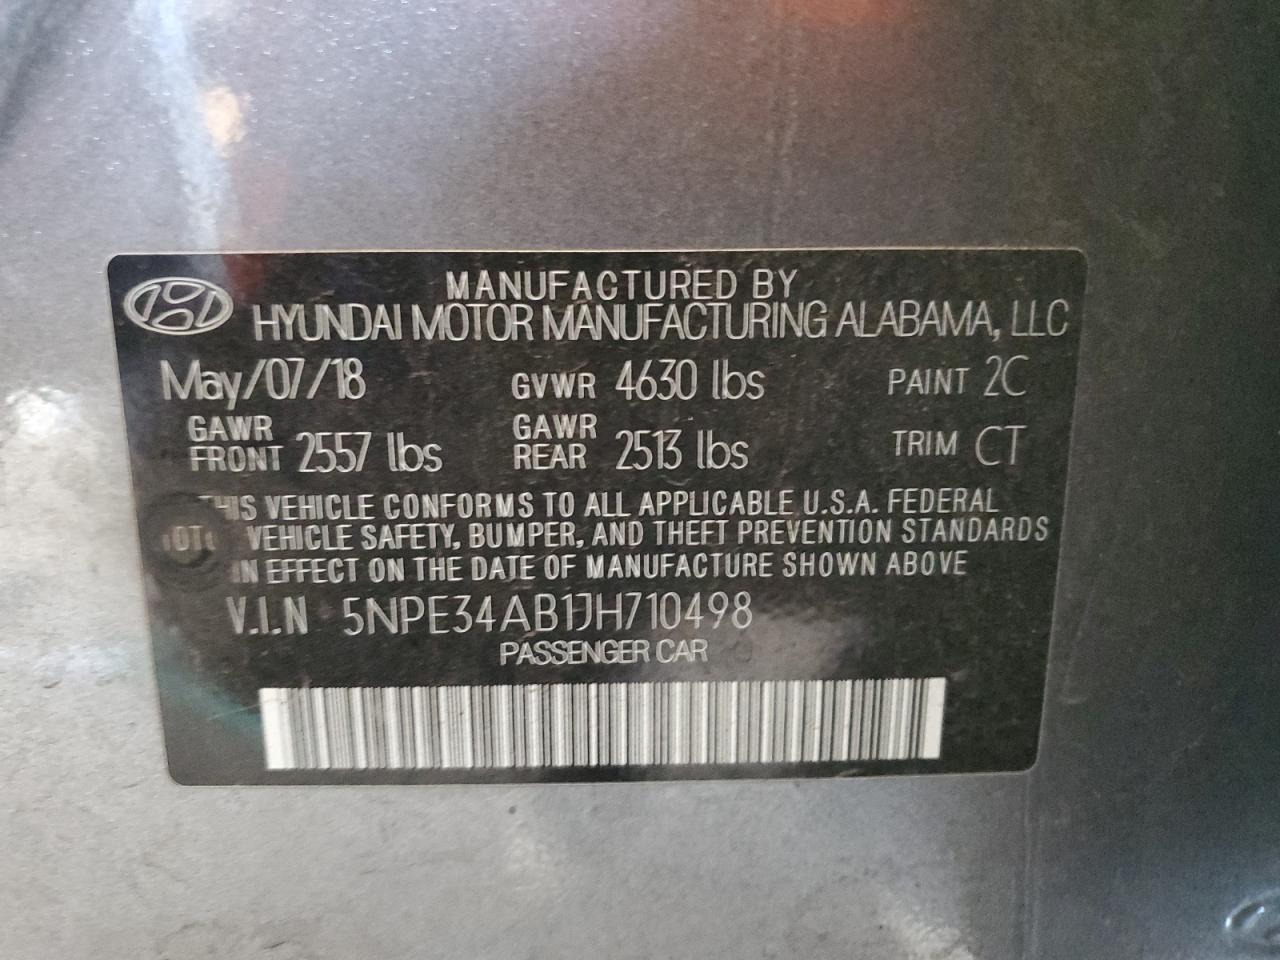 MANUFACTURED BY
HYUNDAI MOTOR MANUFACTURING ALABAMA, LLC
May/07/18 GVWR 4630 lbs PAINT 2C
GAWR FRONT 2557 lbs GAWR REAR 2513 lbs TRIM CT
THIS VEHICLE CONFORMS TO ALL APPLICABLE U.S.A. FEDERAL
VEHICLE SAFETY, BUMPER, AND THEFT PREVENTION STANDARDS
IN EFFECT ON THE DATE OF MANUFACTURE SHOWN ABOVE
V.I.N 5NPE34AB1JH710498
PASSENGER CAR